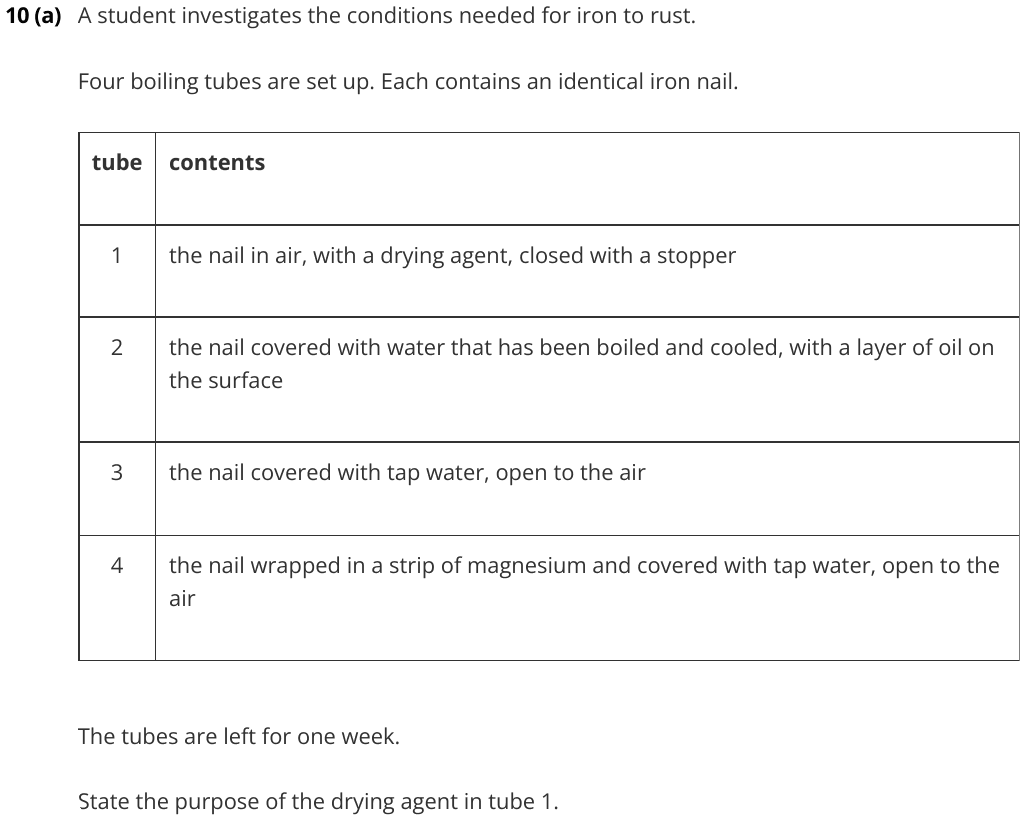 10 (a) A student investigates the conditions needed for iron to rust.
Four boiling tubes are set up. Each contains an identical iron nail.
tube contents
1 the nail in air, with a drying agent, closed with a stopper
2 the nail covered with water that has been boiled and cooled, with a layer of oil on
the surface
3 the nail covered with tap water, open to the air
4 the nail wrapped in a strip of magnesium and covered with tap water, open to the
air
The tubes are left for one week.
State the purpose of the drying agent in tube 1.